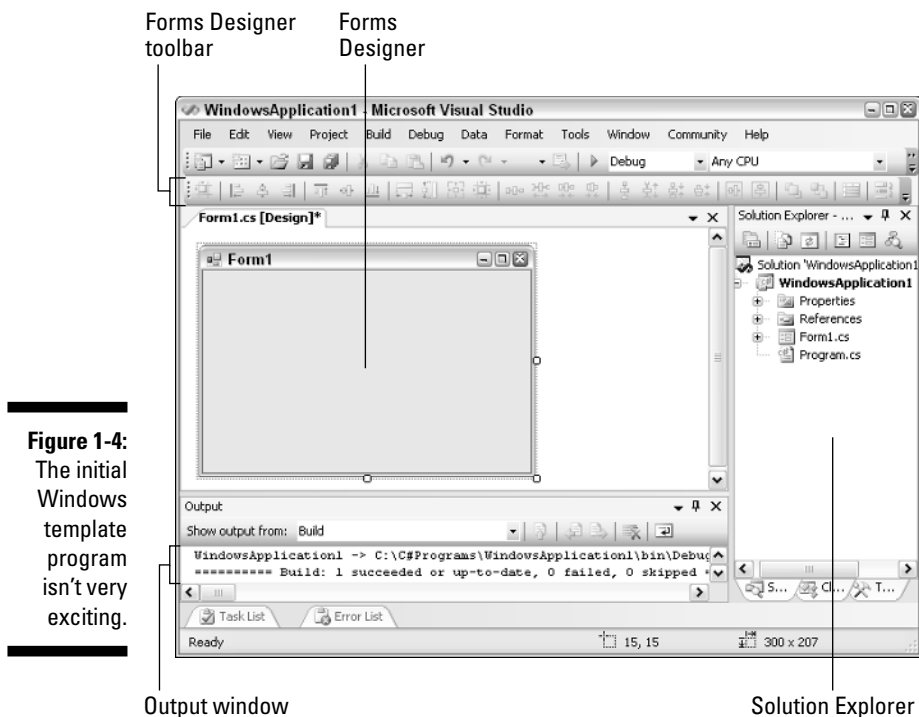 Forms Designer toolbar
Forms Designer
WindowsApplication1 - Microsoft Visual Studio
File Edit View Project Build Debug Data Format Tools Window Community Help
Debug Any CPU
Form1.cs [Design]*
Solution Explorer - ...
Form1
Solution 'WindowsApplication1
WindowsApplication1
Properties
References
Form1.cs
Program.cs
Figure 1-4:
The initial
Windows
template
program
isn't very
exciting.
Output
Show output from: Build
WindowsApplication1 -> C:\C#Programs\WindowsApplication1\bin\Debug
========== Build: 1 succeeded or up-to-date, 0 failed, 0 skipped
S... Cl... T...
Task List Error List
Ready 15, 15 300 x 207
Output window
Solution Explorer